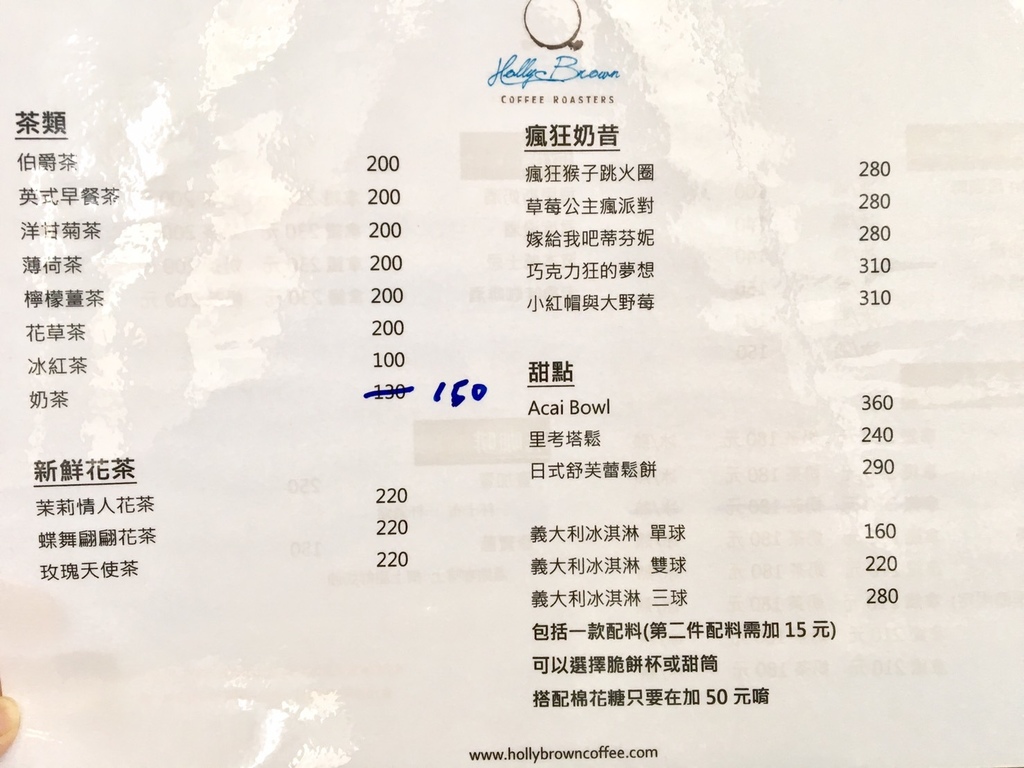 Holly Brown
COFFEE ROASTERS
茶類
伯爵茶 200
英式早餐茶 200
洋甘菊茶 200
薄荷茶 200
檸檬薑茶 200
花草茶 200
冰紅茶 100
奶茶 130 150
新鮮花茶
茉莉情人花茶 220
蝶舞翩翩花茶 220
玫瑰天使茶 220
瘋狂奶昔
瘋狂猴子跳火圈 280
草莓公主瘋派對 280
嫁給我吧蒂芬妮 280
巧克力狂的夢想 310
小紅帽與大野莓 310
甜點
Acai Bowl 360
里考塔鬆 240
日式舒芙蕾鬆餅 290
義大利冰淇淋 單球 160
義大利冰淇淋 雙球 220
義大利冰淇淋 三球 280
包括一款配料(第二件配料需加 15 元)
可以選擇脆餅杯或甜筒
搭配棉花糖只要在加 50 元唷
www.hollybrowncoffee.com